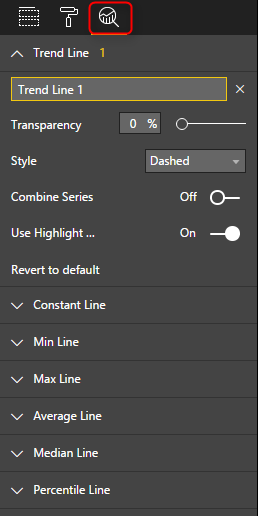 Trend Line 1
Trend Line 1
Transparency 0 %
Style Dashed
Combine Series Off
Use Highlight ... On
Revert to default
Constant Line
Min Line
Max Line
Average Line
Median Line
Percentile Line